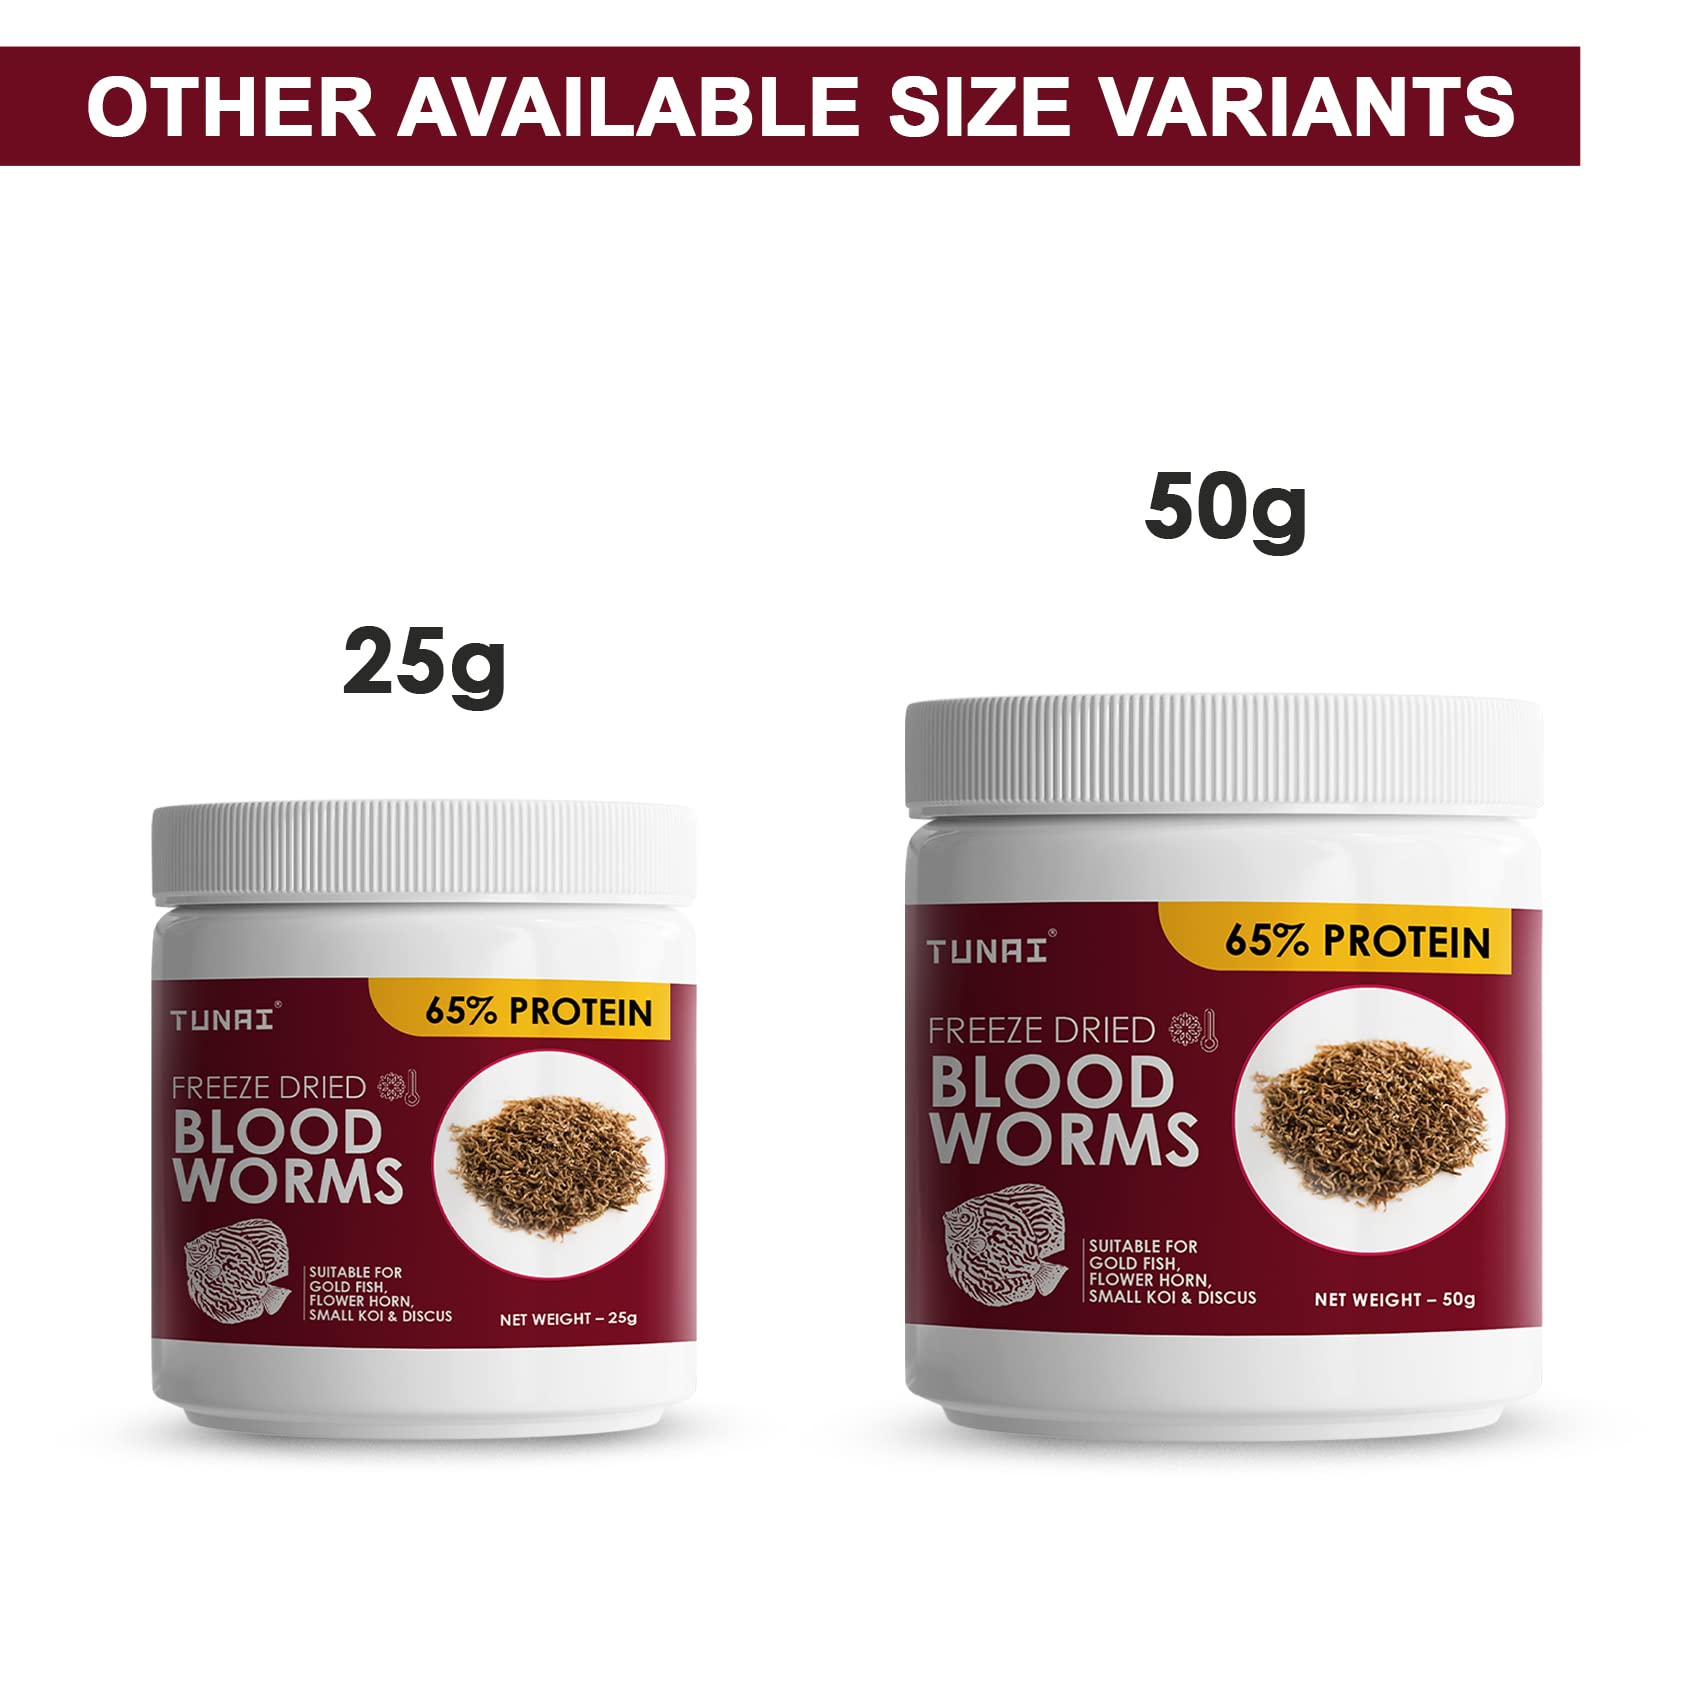 OTHER AVAILABLE SIZE VARIANTS
25g
50g
TUNAI®
65% PROTEIN
FREEZE DRIED
BLOOD
WORMS
SUITABLE FOR
GOLD FISH,
FLOWER HORN,
SMALL KOI & DISCUS
NET WEIGHT – 25g
TUNAI®
65% PROTEIN
FREEZE DRIED
BLOOD
WORMS
SUITABLE FOR
GOLD FISH,
FLOWER HORN,
SMALL KOI & DISCUS
NET WEIGHT – 50g